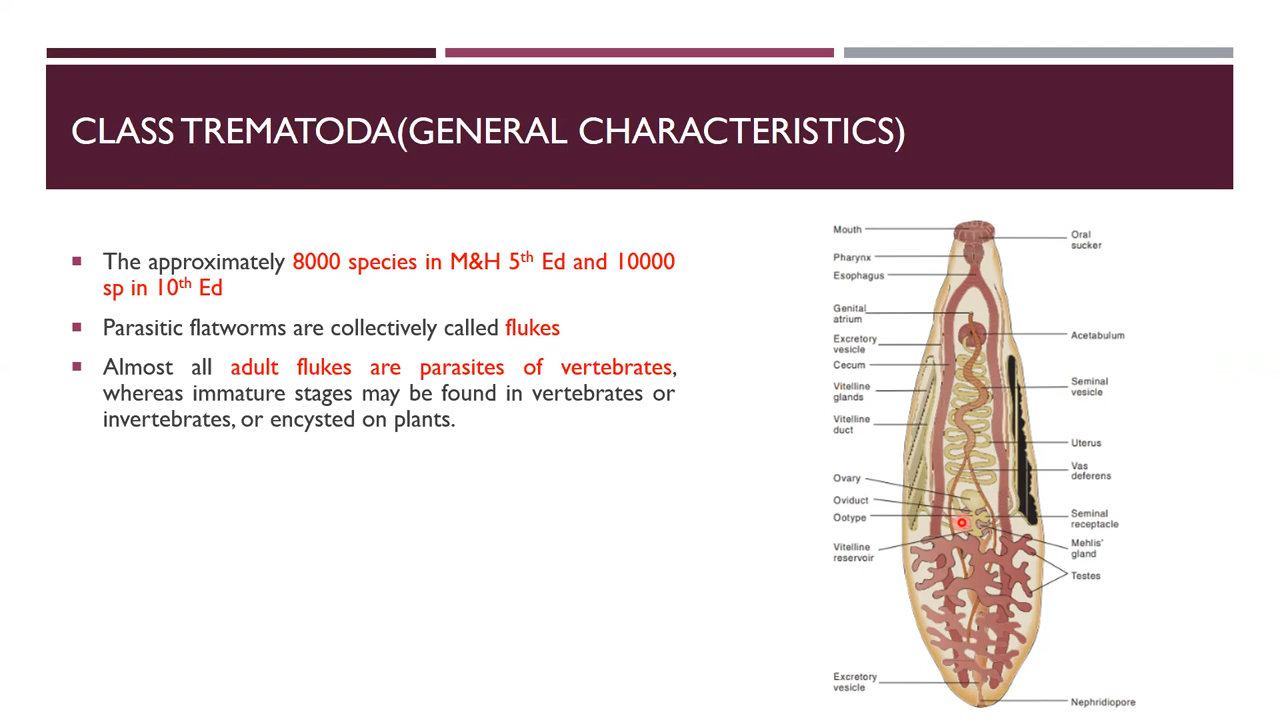 CLASS TREMATODA(GENERAL CHARACTERISTICS)
The approximately 8000 species in M&H 5th Ed and 10000
sp in 10th Ed
Parasitic flatworms are collectively called flukes
Almost all adult flukes are parasites of vertebrates,
whereas immature stages may be found in vertebrates or
invertebrates, or encysted on plants.
Mouth
Pharynx
Esophagus
Genital
atrium
Excretory
vesicle
Cecum
Vitelline
glands
Vitelline
duct
Ovary
Oviduct
Ootype
Vitelline
reservoir
Excretory
vesicle
Oral
sucker
Acetabulum
Seminal
vesicle
Uterus
Vas
deferens
Seminal
receptacle
Mehlis'
gland
Testes
Nephridiopore